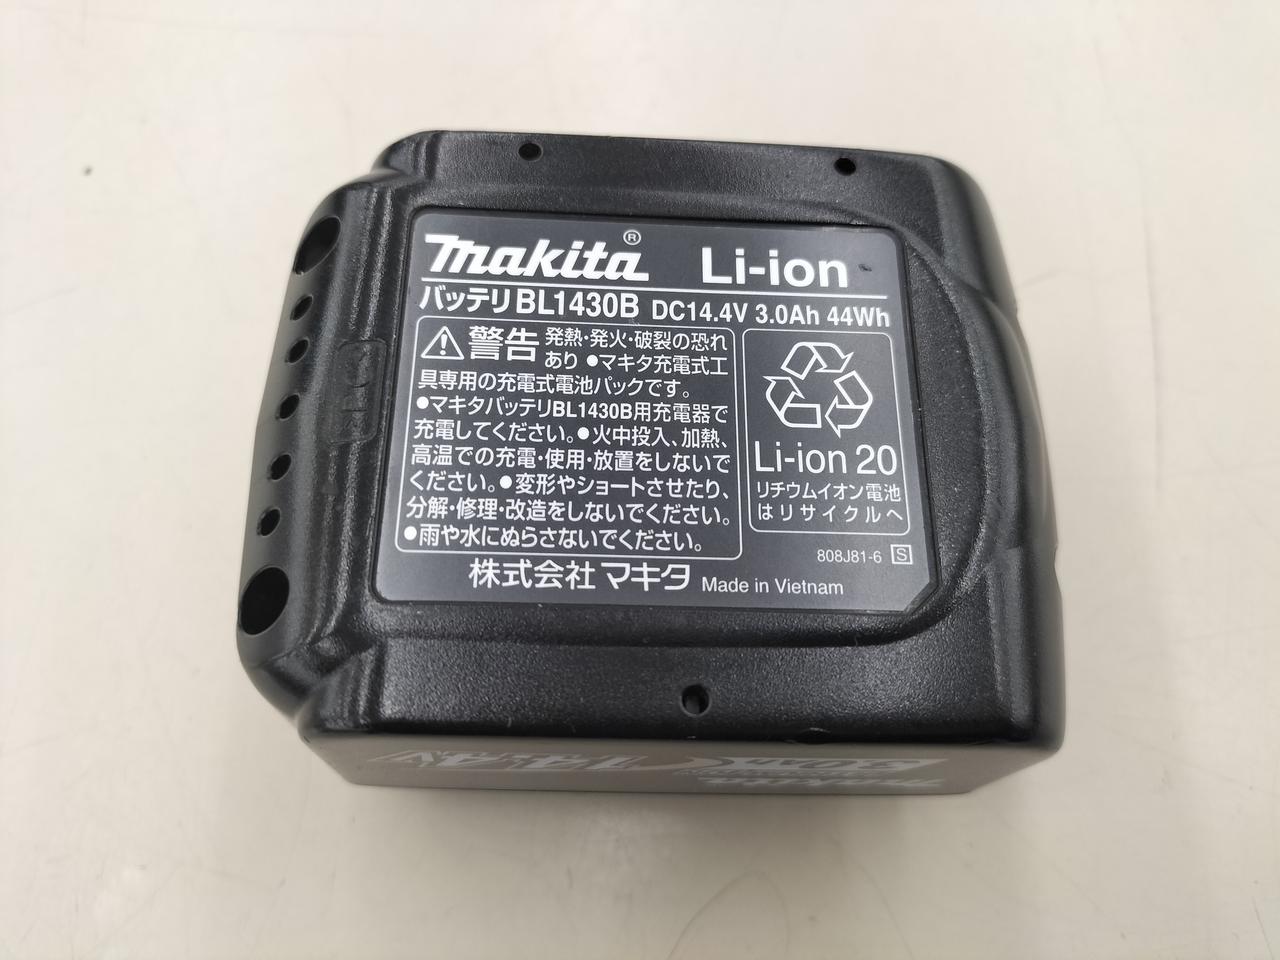 makita® Li-ion
バッテリ BL1430B DC14.4V 3.0Ah 44Wh
警告 発熱・発火・破裂の恐れ
あり ●マキタ充電式工
具専用の充電式電池パックです。
●マキタバッテリBL1430B用充電器で
充電してください。●火中投入、加熱、
高温での充電・使用・放置をしないで
ください。●変形やショートさせたり、
分解・修理・改造をしないでください。
●雨や水にぬらさないでください。
Li-ion 20
リチウムイオン電池
はリサイクルへ
808J81-6 S
株式会社 マキタ Made in Vietnam
14.4V
3.0Ah
makita